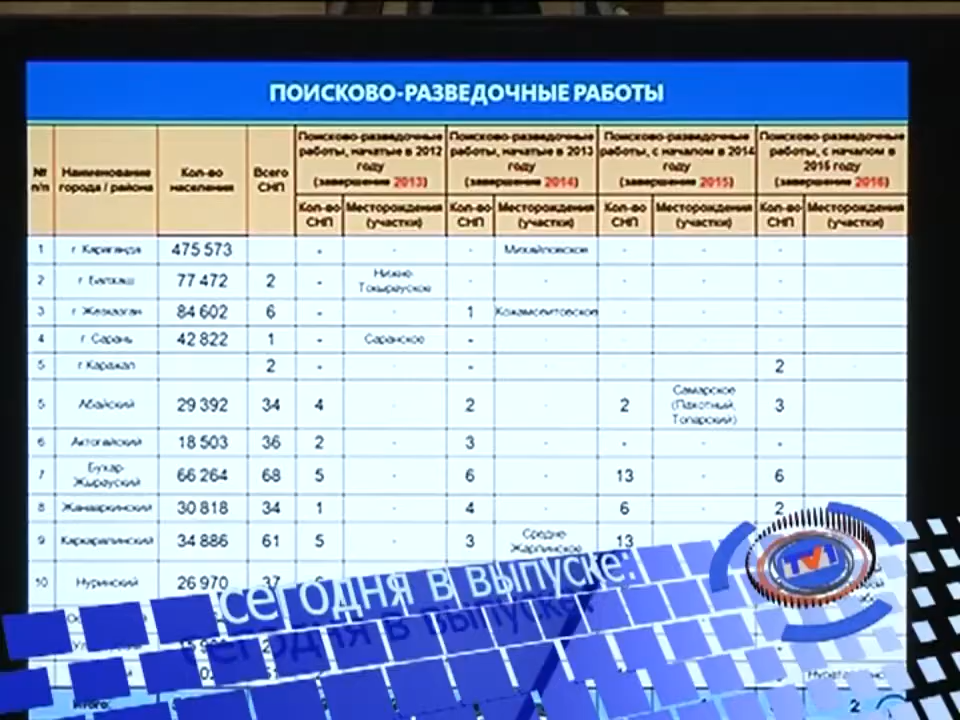 ПОИСКОВО-РАЗВЕДОЧНЫЕ РАБОТЫ
№ п/п Наименование города / района Кол-во населения Всего СНП Поисково-разведочные работы, начатые в 2012 году (завершение 2013) Поисково-разведочные работы, начатые в 2013 году (завершение 2014) Поисково-разведочные работы, с началом в 2014 году (завершение 2015) Поисково-разведочные работы, с началом в 2015 году (завершение 2016)
Кол-во СНП Месторождения (участки) Кол-во СНП Месторождения (участки) Кол-во СНП Месторождения (участки) Кол-во СНП Месторождения (участки)
1 г. Караганда 475 573 - - - Михайловское - - - -
2 г. Балхаш 77 472 2 - Нижне-Токырауское - - - - - -
3 г. Жезказган 84 602 6 - - 1 Кожамсеитовское - - - -
4 г. Сарань 42 822 1 - Саранское - - - - - -
5 г. Каражал 2 - - - - - - 2 -
5 Абайский 29 392 34 4 - 2 - 2 Самарское (Пахотный, Топарский) 3
6 Актогайский 18 503 36 2 - 3 - - - -
7 Бухар-Жырауский 66 264 68 5 - 6 - 13 - 6
8 Жанааркинский 30 818 34 1 - 4 - 6 - 2
9 Каркаралинский 34 886 61 5 - 3 Средне-Жарлинское 13
10 Нуринский 26 970 37
Итого: 2
сегодня в выпуске:
TV1